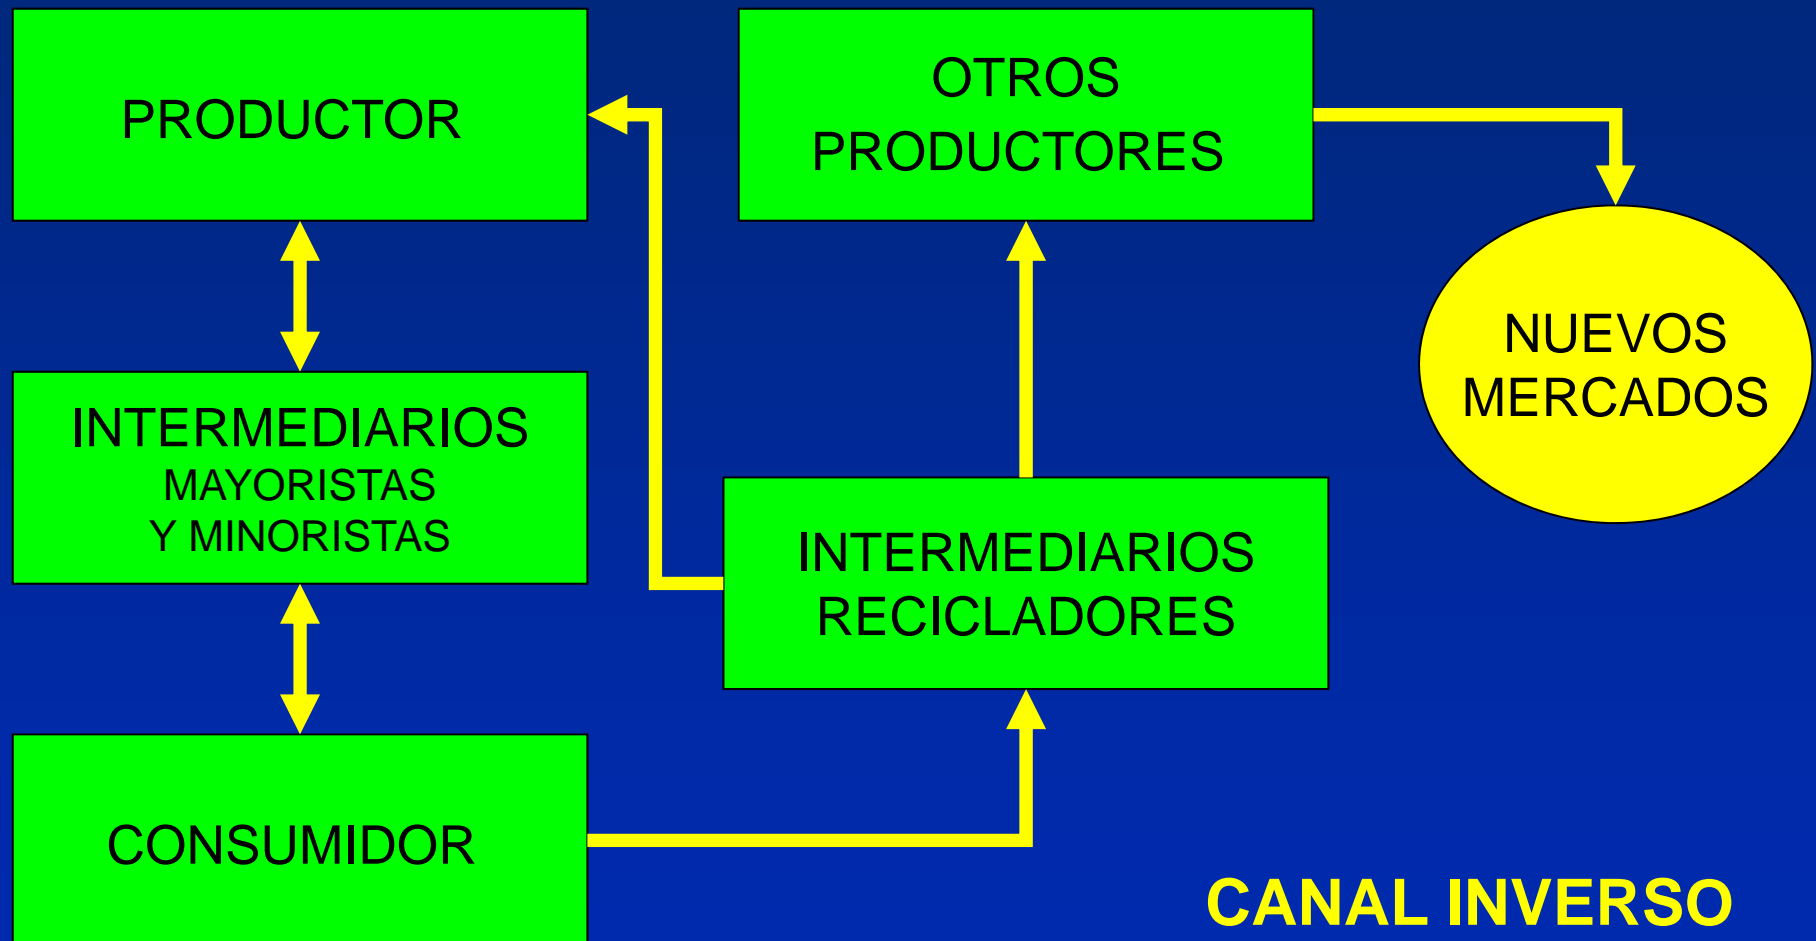 PRODUCTOR
OTROS
PRODUCTORES
NUEVOS
MERCADOS
INTERMEDIARIOS
MAYORISTAS
Y MINORISTAS
INTERMEDIARIOS
RECICLADORES
CONSUMIDOR
CANAL INVERSO